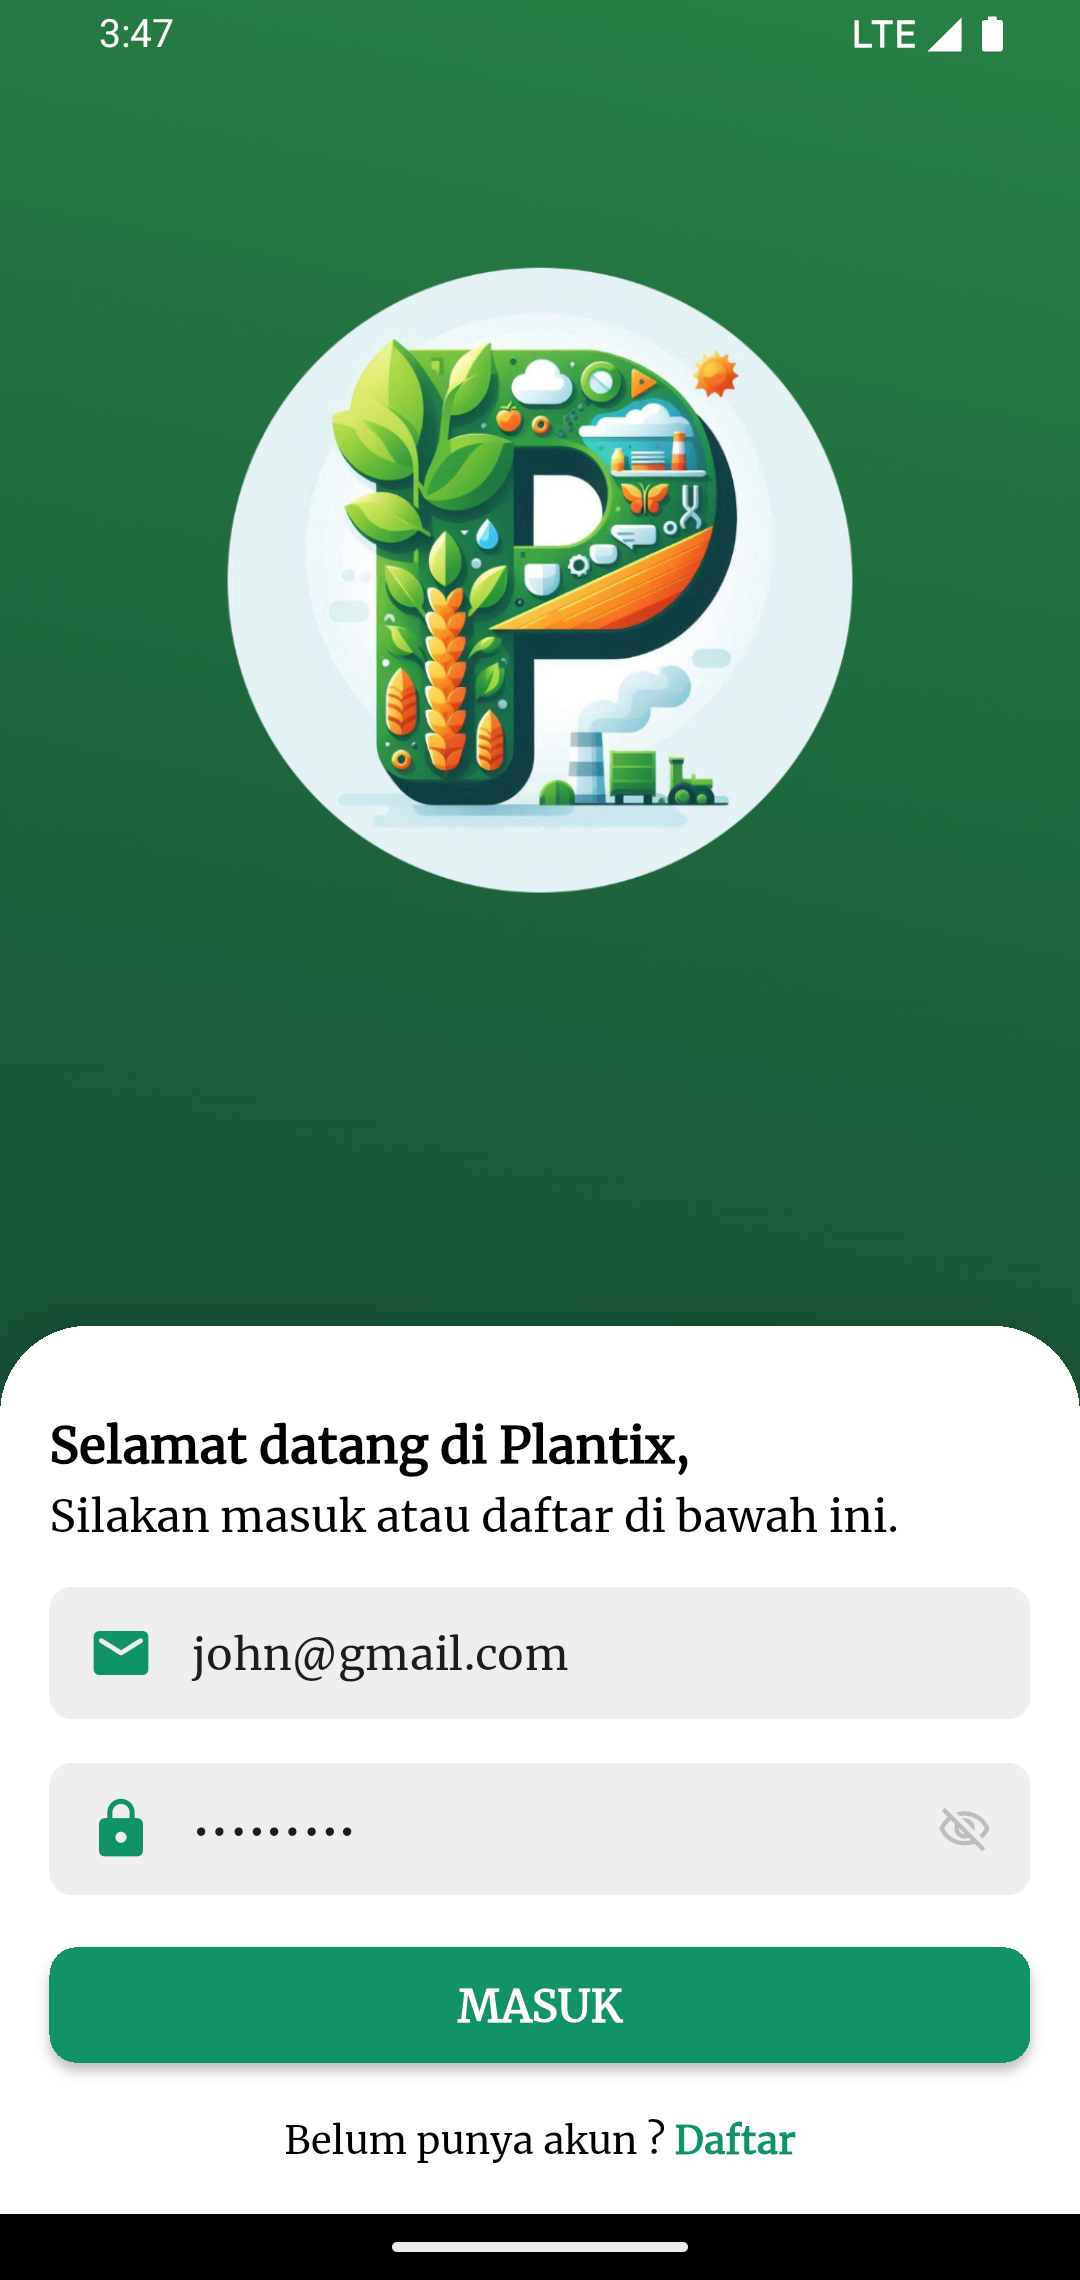 3:47
LTE
P
Selamat datang di Plantix,
Silakan masuk atau daftar di bawah ini.
john@gmail.com
•••••••••
MASUK
Belum punya akun ? Daftar